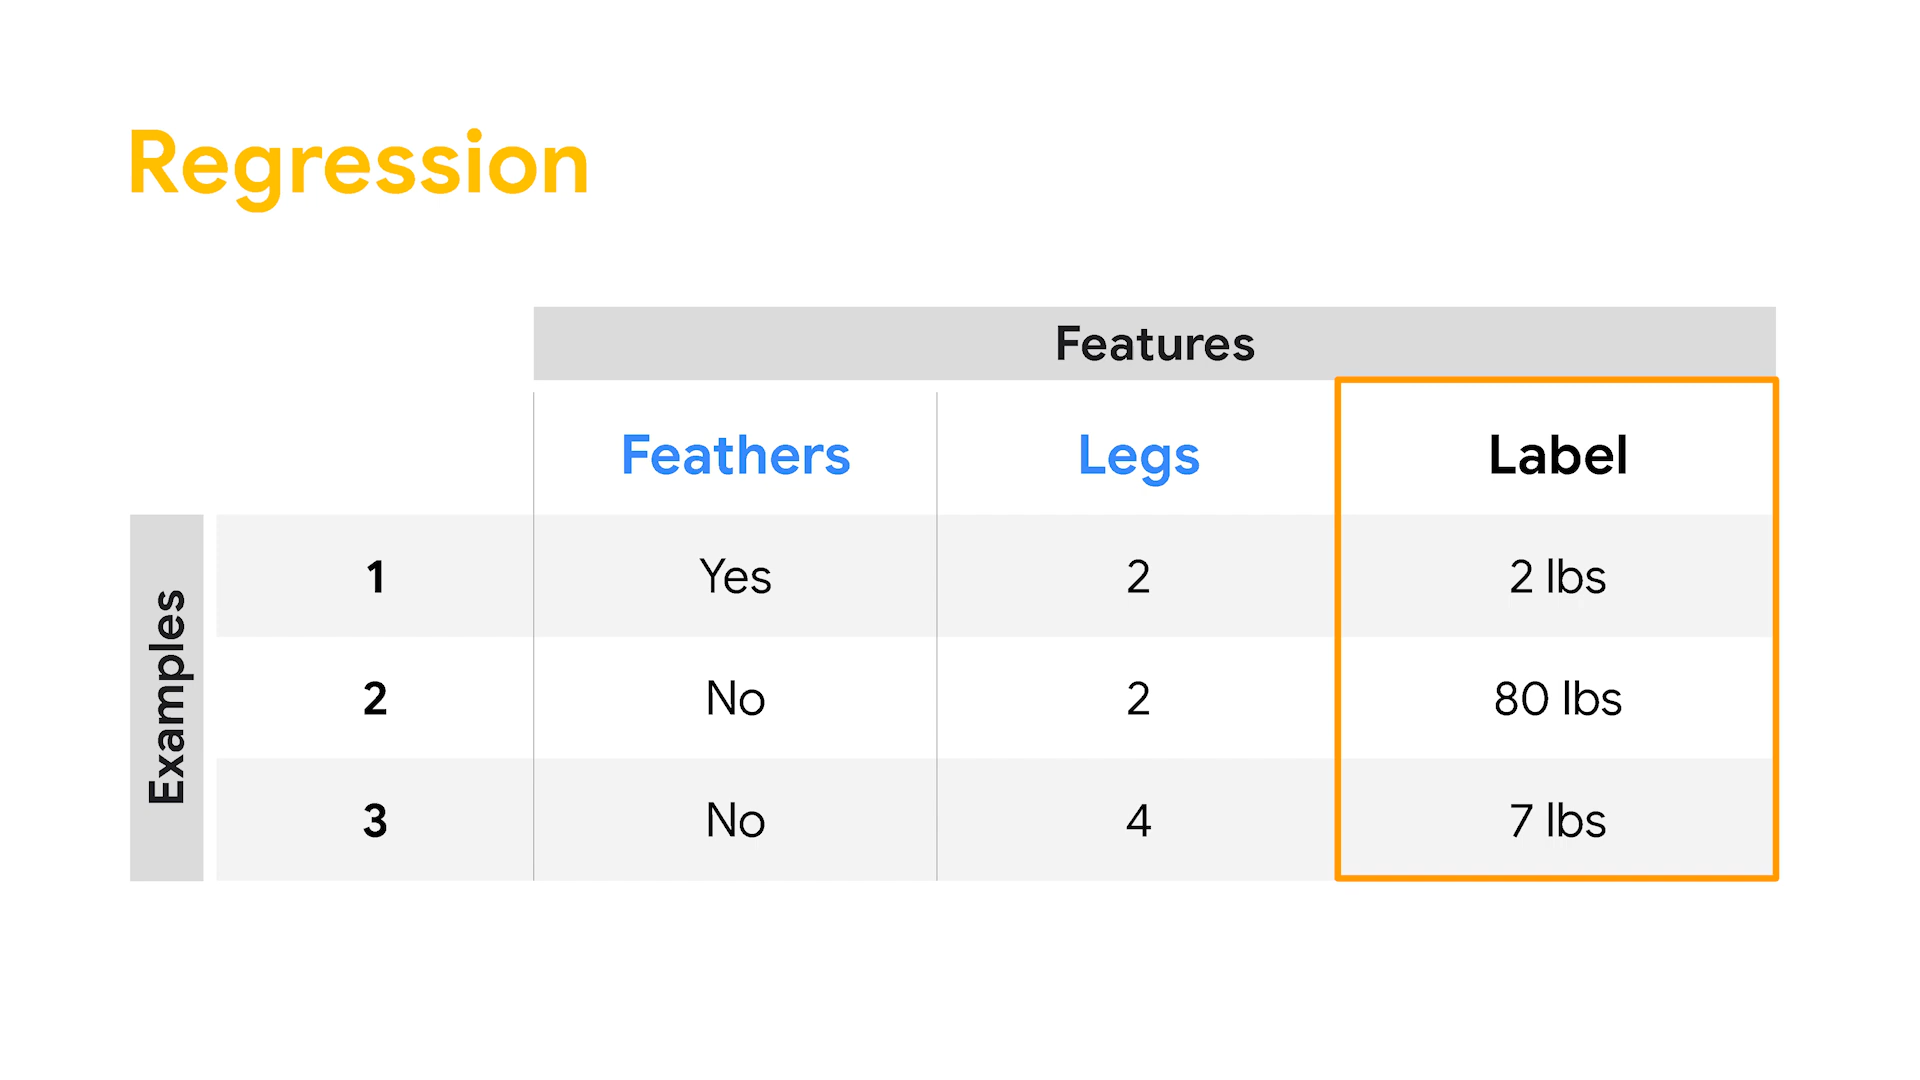 Regression
Features
Feathers Legs Label
Examples
1 Yes 2 2 lbs
2 No 2 80 lbs
3 No 4 7 lbs